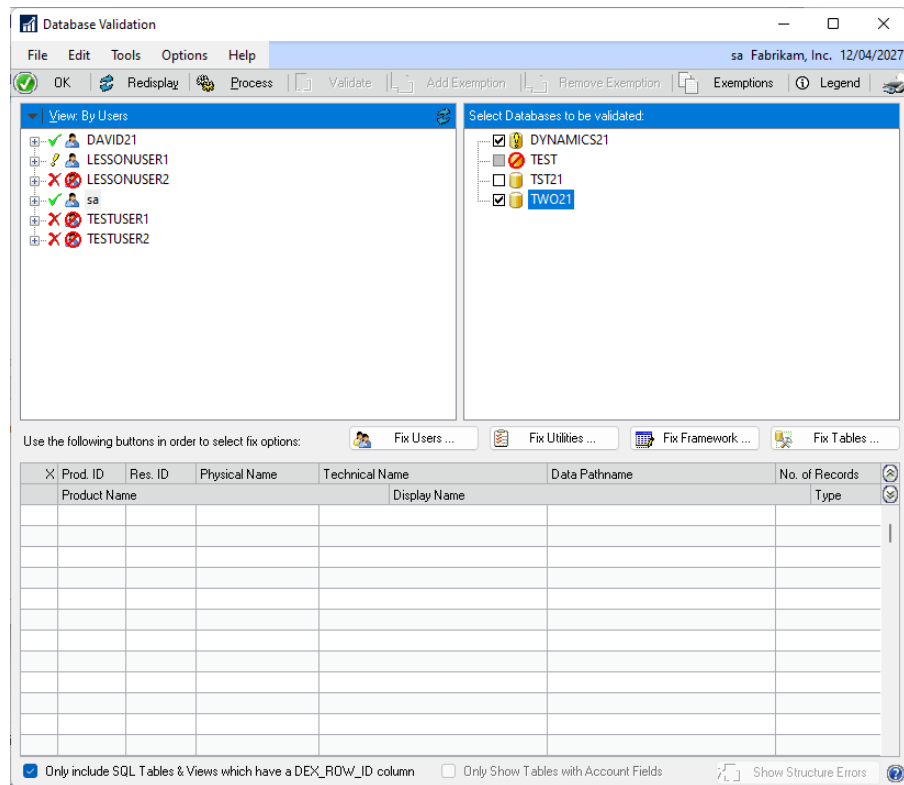 Database Validation
File Edit Tools Options Help sa Fabrikam, Inc. 12/04/2027
OK Redisplay Process Validate Add Exemption Remove Exemption Exemptions Legend
View: By Users
DAVID21
LESSONUSER1
LESSONUSER2
sa
TESTUSER1
TESTUSER2
Select Databases to be validated:
DYNAMICS21
TEST
TST21
TWO21
Use the following buttons in order to select fix options: Fix Users ... Fix Utilities ... Fix Framework ... Fix Tables ...
X Prod. ID Res. ID Physical Name Technical Name Data Pathname No. of Records
Product Name Display Name Type
Only include SQL Tables & Views which have a DEX_ROW_ID column Only Show Tables with Account Fields Show Structure Errors